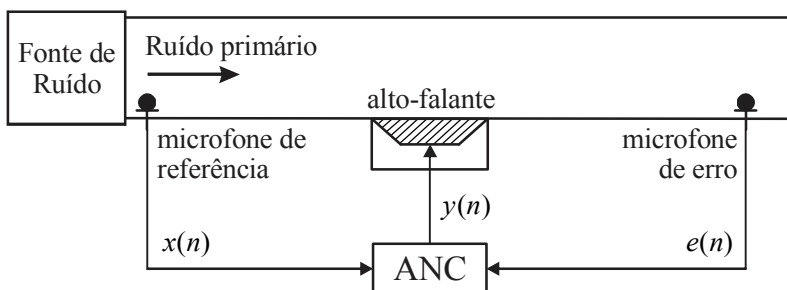 Fonte de
Ruído
Ruído primário
alto-falante
microfone de
referência
microfone
de erro
y(n)
x(n)
e(n)
ANC